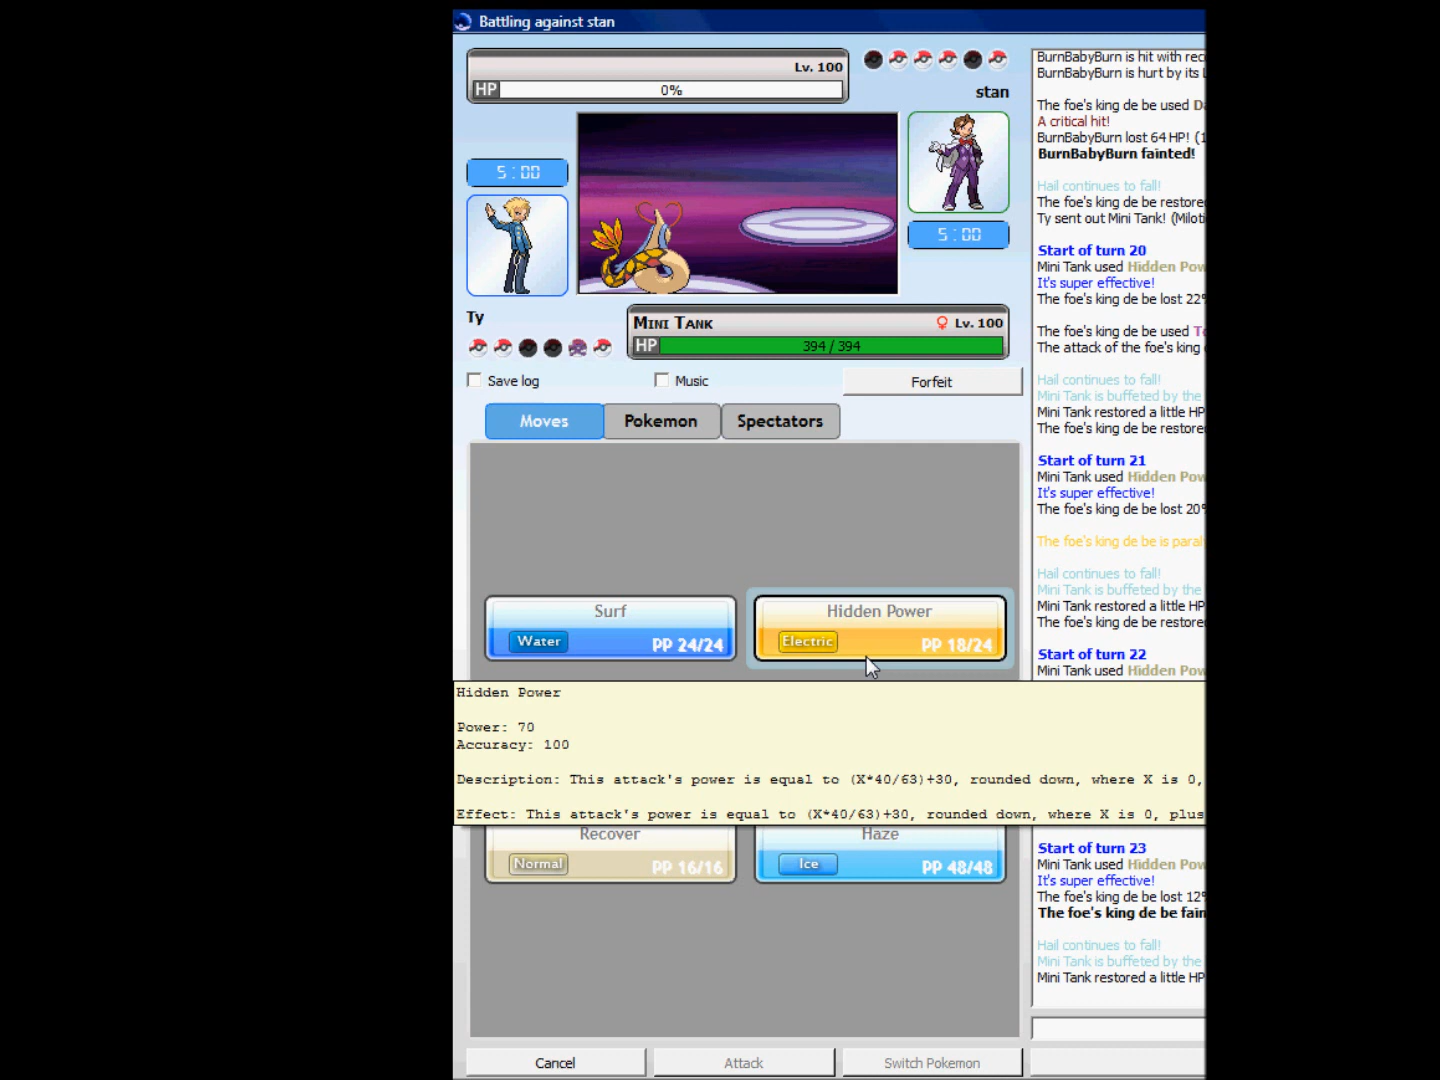 Battling against stan
Lv. 100
HP 0%
stan
5:00
5:00
Ty
Mini Tank Lv. 100
HP 394 / 394
Save log
Music
Forfeit
Moves
Pokemon
Spectators
Surf
Water PP 24/24
Hidden Power
Electric PP 18/24
Hidden Power
Power: 70
Accuracy: 100
Description: This attack's power is equal to (X*40/63)+30, rounded down, where X is 0,
Effect: This attack's power is equal to (X*40/63)+30, rounded down, where X is 0, plus
Recover
Normal PP 16/16
Haze
Ice PP 48/48
Cancel
Attack
Switch Pokemon
BurnBabyBurn is hit with rec
BurnBabyBurn is hurt by its
The foe's king de be used
A critical hit!
BurnBabyBurn lost 64 HP! (1
BurnBabyBurn fainted!
Hail continues to fall!
The foe's king de be restore
Ty sent out Mini Tank! (Miloti
Start of turn 20
Mini Tank used Hidden Pow
It's super effective!
The foe's king de be lost 22%
The foe's king de be used
The attack of the foe's king
Hail continues to fall!
Mini Tank is buffeted by the
Mini Tank restored a little HP
The foe's king de be restore
Start of turn 21
Mini Tank used Hidden Pow
It's super effective!
The foe's king de be lost 20%
The foe's king de be is paral
Hail continues to fall!
Mini Tank is buffeted by the
Mini Tank restored a little HP
The foe's king de be restore
Start of turn 22
Mini Tank used Hidden Pow
Start of turn 23
Mini Tank used Hidden Pow
It's super effective!
The foe's king de be lost 12%
The foe's king de be fain
Hail continues to fall!
Mini Tank is buffeted by the
Mini Tank restored a little HP